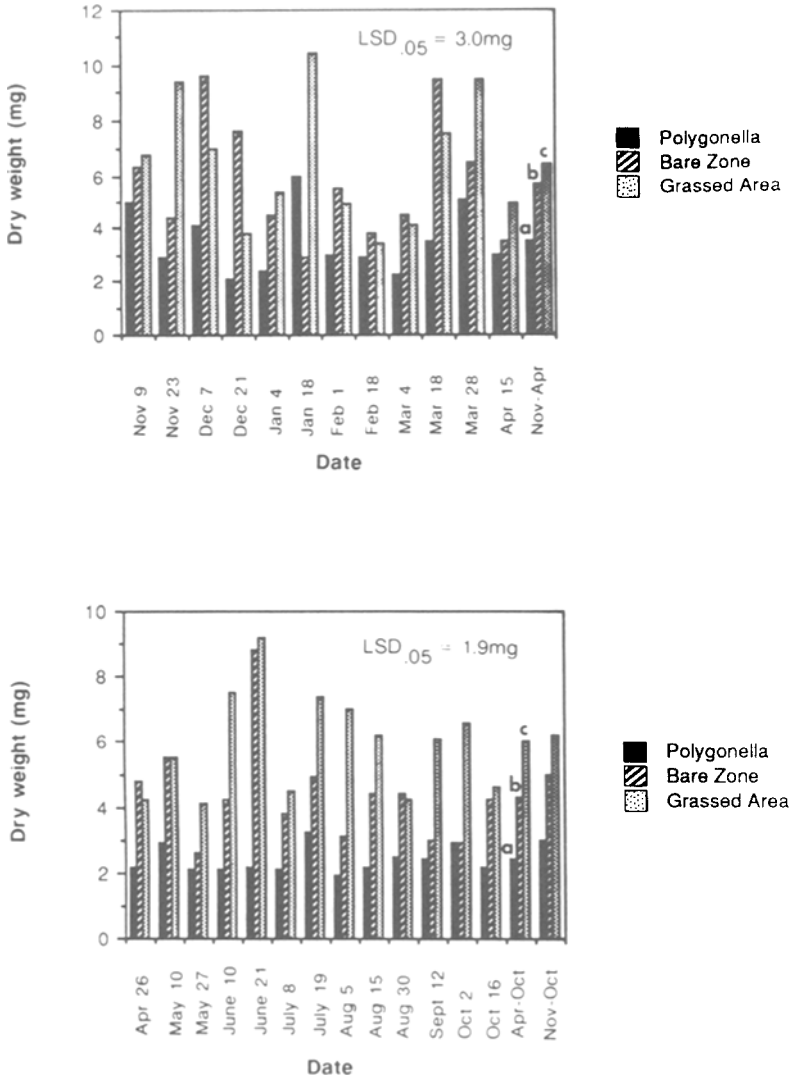 12
10
8
6
4
2
0
Dry weight (mg)
LSD.05 = 3.0mg
a
b
c
Polygonella
Bare Zone
Grassed Area
Nov 9
Nov 23
Dec 7
Dec 21
Jan 4
Jan 18
Feb 1
Feb 18
Mar 4
Mar 18
Mar 28
Apr 15
Nov-Apr
Date
10
8
6
4
2
0
Dry weight (mg)
LSD.05 = 1.9mg
a
b
c
Polygonella
Bare Zone
Grassed Area
Apr 26
May 10
May 27
June 10
June 21
July 8
July 19
Aug 5
Aug 15
Aug 30
Sept 12
Oct 2
Oct 16
Apr-Oct
Nov-Oct
Date